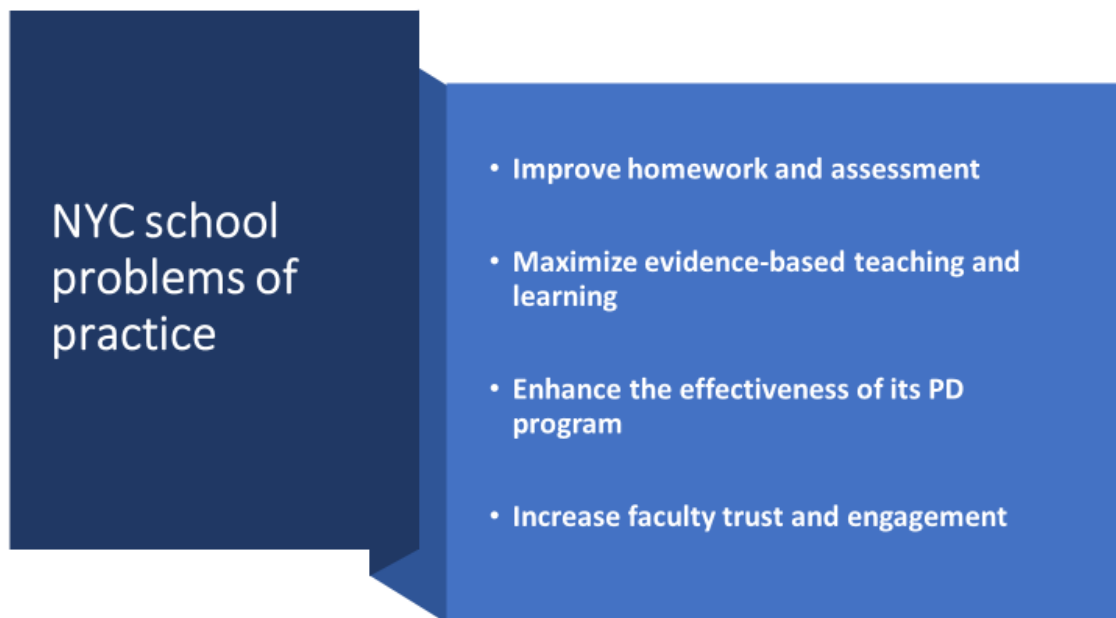 NYC school
problems of
practice
• Improve homework and assessment
• Maximize evidence-based teaching and
learning
• Enhance the effectiveness of its PD
program
• Increase faculty trust and engagement